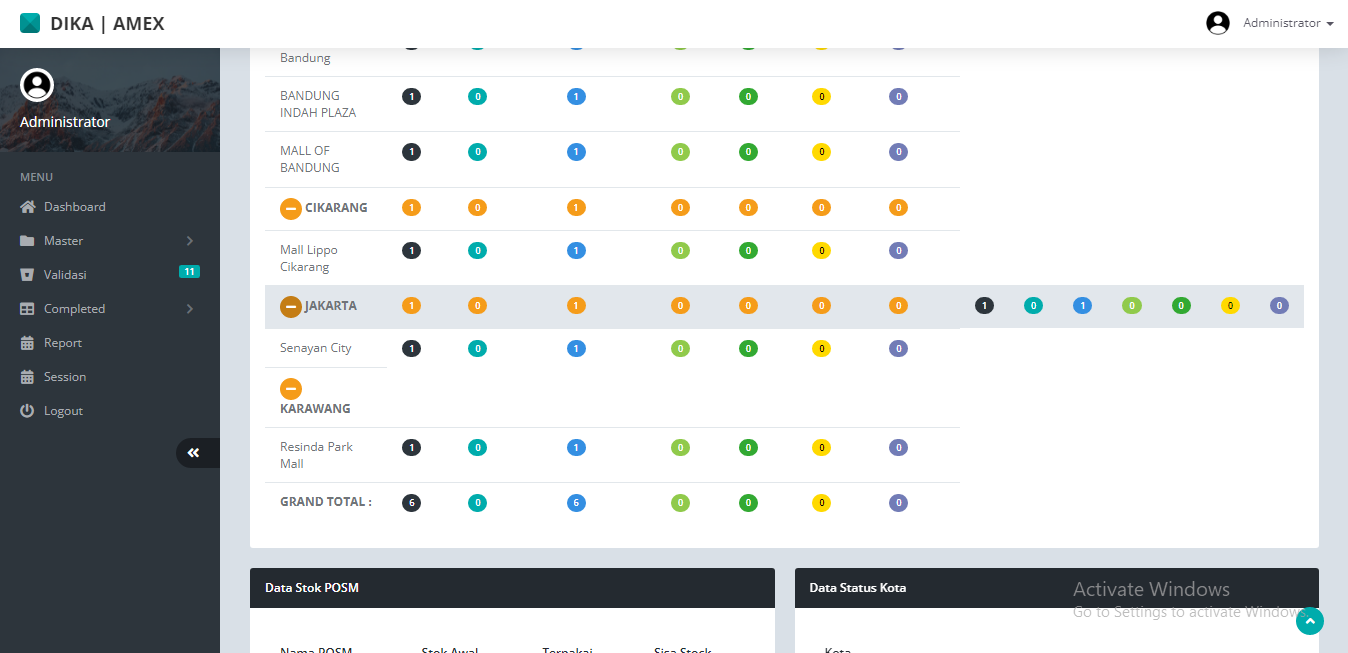 DIKA | AMEX
Administrator
Administrator
MENU
Dashboard
Master
Validasi 11
Completed
Report
Session
Logout
Bandung
BANDUNG INDAH PLAZA 1 0 1 0 0 0 0
MALL OF BANDUNG 1 0 1 0 0 0 0
CIKARANG 1 0 1 0 0 0 0
Mall Lippo Cikarang 1 0 1 0 0 0 0
JAKARTA 1 0 1 0 0 0 0 1 0 1 0 0 0 0
Senayan City 1 0 1 0 0 0 0
KARAWANG
Resinda Park Mall 1 0 1 0 0 0 0
GRAND TOTAL : 6 0 6 0 0 0 0
Data Stok POSM
Nama POSM Stok Awal Terpakai Sisa Stock
Data Status Kota
Kota
Activate Windows
Go to Settings to activate Windows.